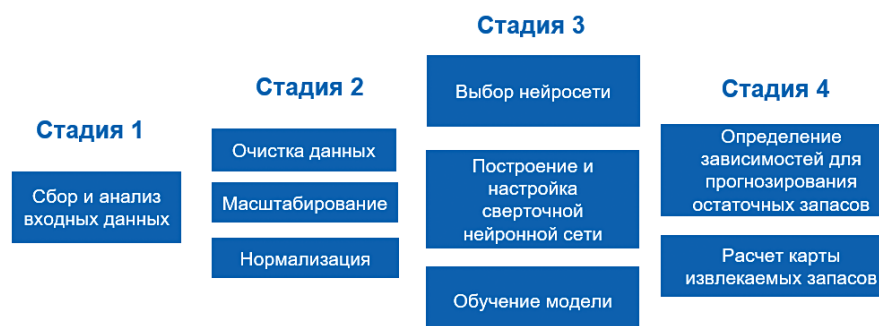 Стадия 1
Сбор и анализ
входных данных
Стадия 2
Очистка данных
Масштабирование
Нормализация
Стадия 3
Выбор нейросети
Построение и
настройка
сверточной
нейронной сети
Обучение модели
Стадия 4
Определение
зависимостей для
прогнозирования
остаточных запасов
Расчет карты
извлекаемых запасов